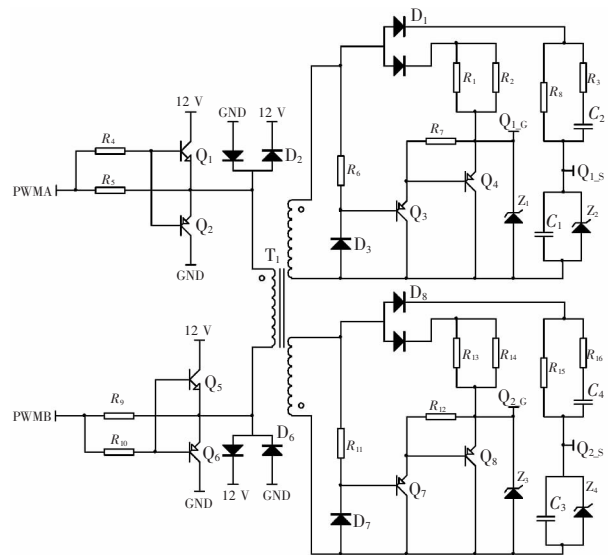 D1
12 V
GND
12 V
R1
R2
R8
R3
C2
R4
Q1
D2
R7
Q1_G
Q1_S
PWMA
R5
R6
Q4
Q2
Q3
Z1
C1
Z2
D3
GND
T1
D8
12 V
R13
R14
R15
R16
C4
Q5
R9
R12
Q2_G
PWMB
D6
Q2_S
R10
Q6
R11
Q8
Q7
Z3
C3
Z4
GND
12 V
GND
D7